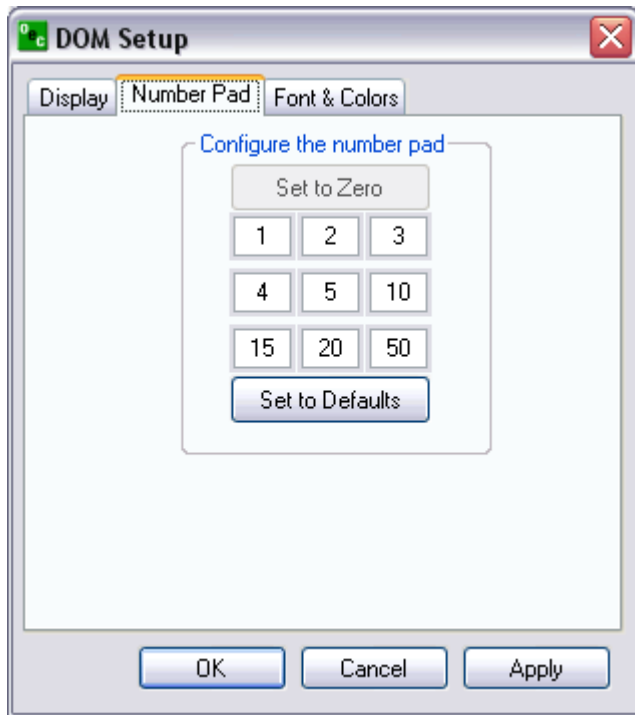 Oec DOM Setup
Display Number Pad Font & Colors
Configure the number pad
Set to Zero
1 2 3
4 5 10
15 20 50
Set to Defaults
OK Cancel Apply